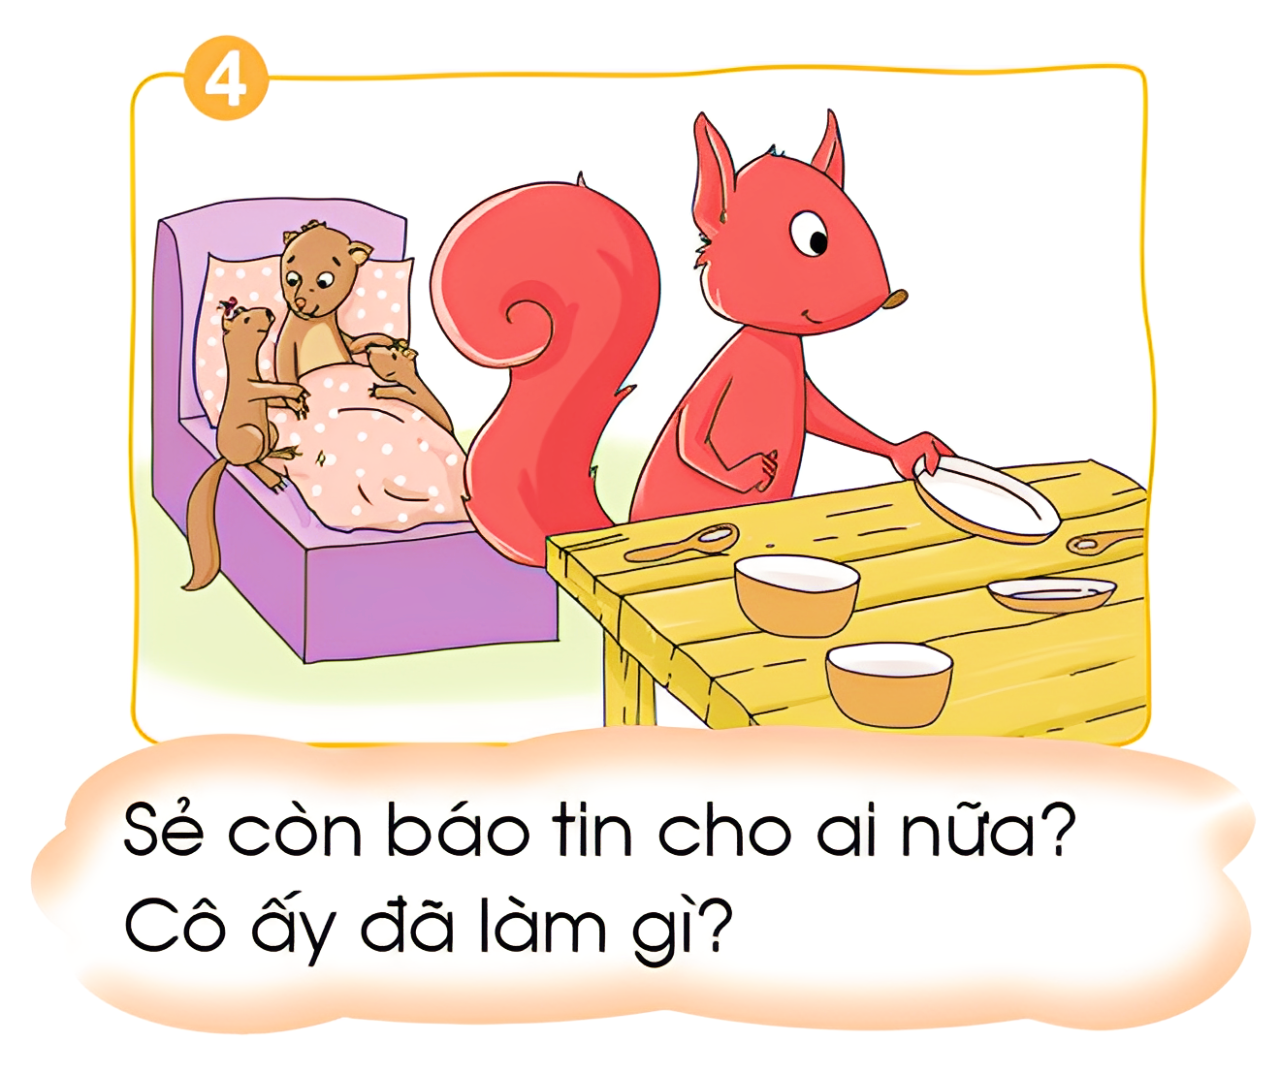 4
Sẻ còn báo tin cho ai nữa?
Cô ấy đã làm gì?